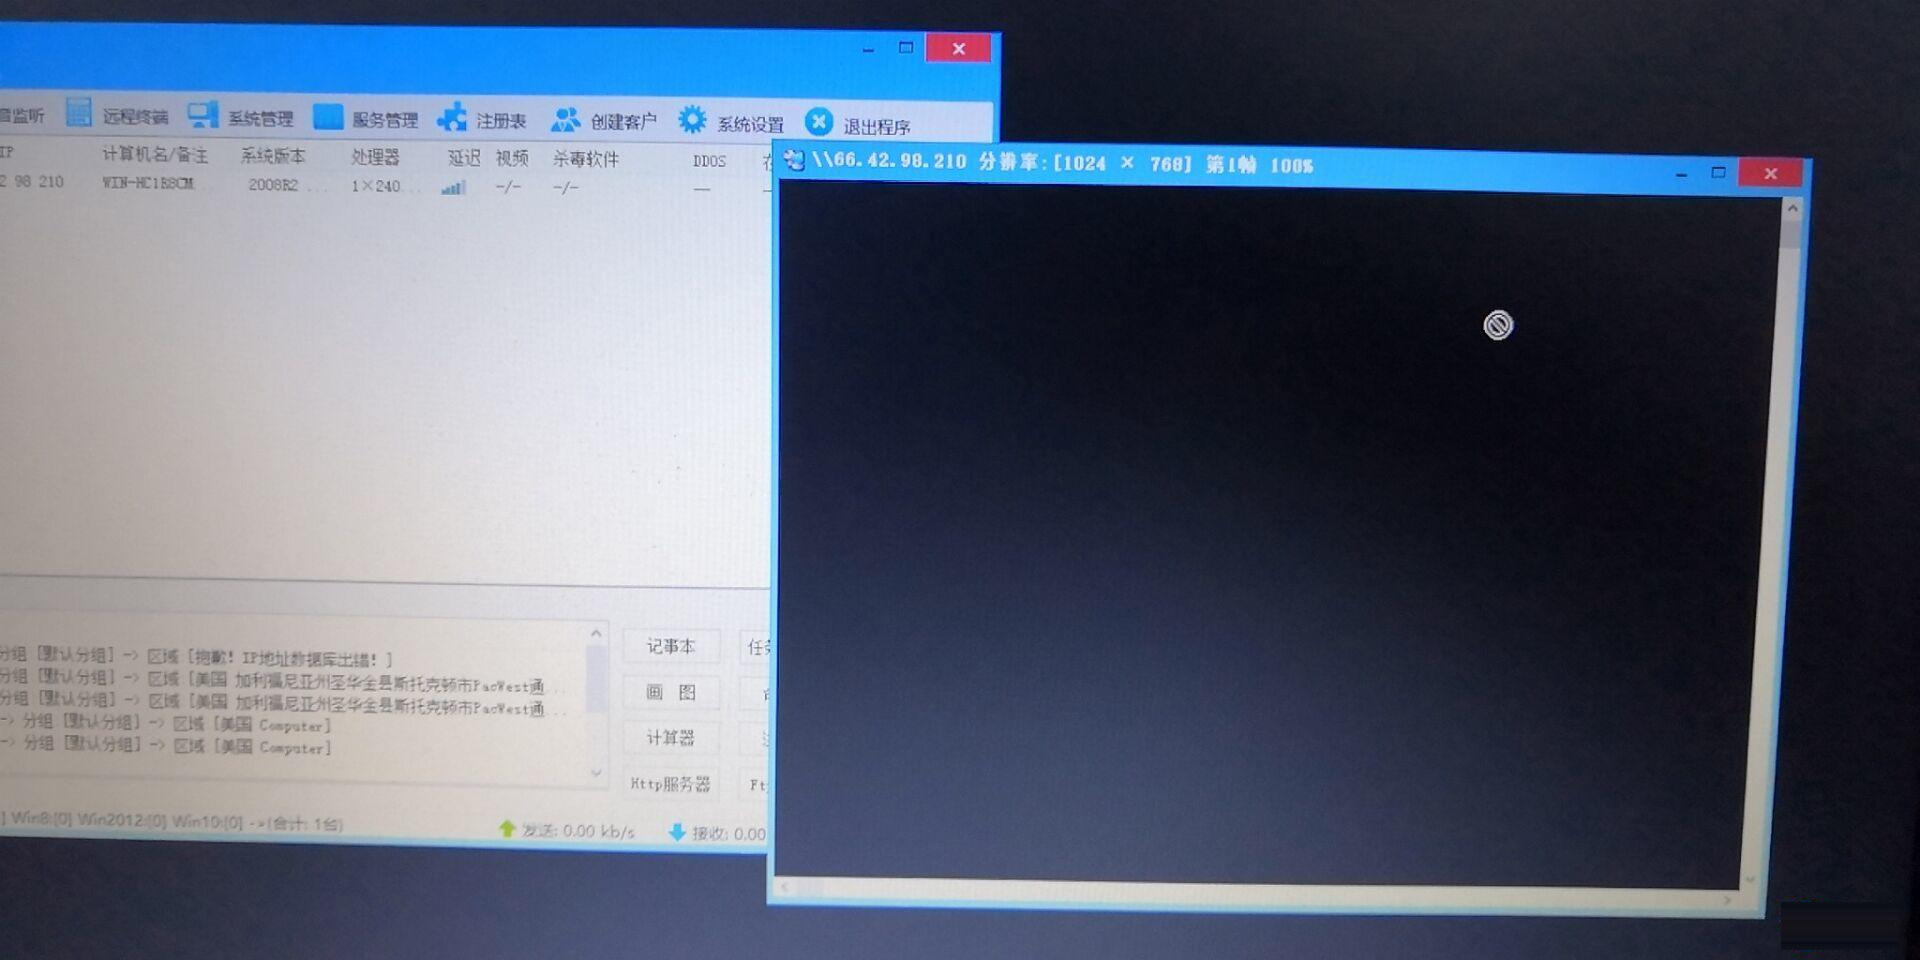 音监听 远程终端 系统管理 服务管理 注册表 创建客户 系统设置 退出程序
IP 计算机名/备注 系统版本 处理器 延迟 视频 杀毒软件 DDOS
2 98 210 WIN-HC1R8CM... 2008R2 ... 1×240... -/- -/- —
\\66.42.98.210 分辨率:[1024 × 768] 第1帧 100%
分组 [默认分组] -> 区域 [抱歉! IP地址数据库出错! ]
分组 [默认分组] -> 区域 [美国 加利福尼亚州圣华金县斯托克顿市PacWest通...
分组 [默认分组] -> 区域 [美国 加利福尼亚州圣华金县斯托克顿市PacWest通...
-> 分组 [默认分组] -> 区域 [美国 Computer]
-> 分组 [默认分组] -> 区域 [美国 Computer]
记事本 任务
画 图
计算器
Http服务器 Ft
] Win8:[0] Win2012:[0] Win10:[0] ->(合计: 1台) 发送: 0.00 kb/s 接收: 0.00